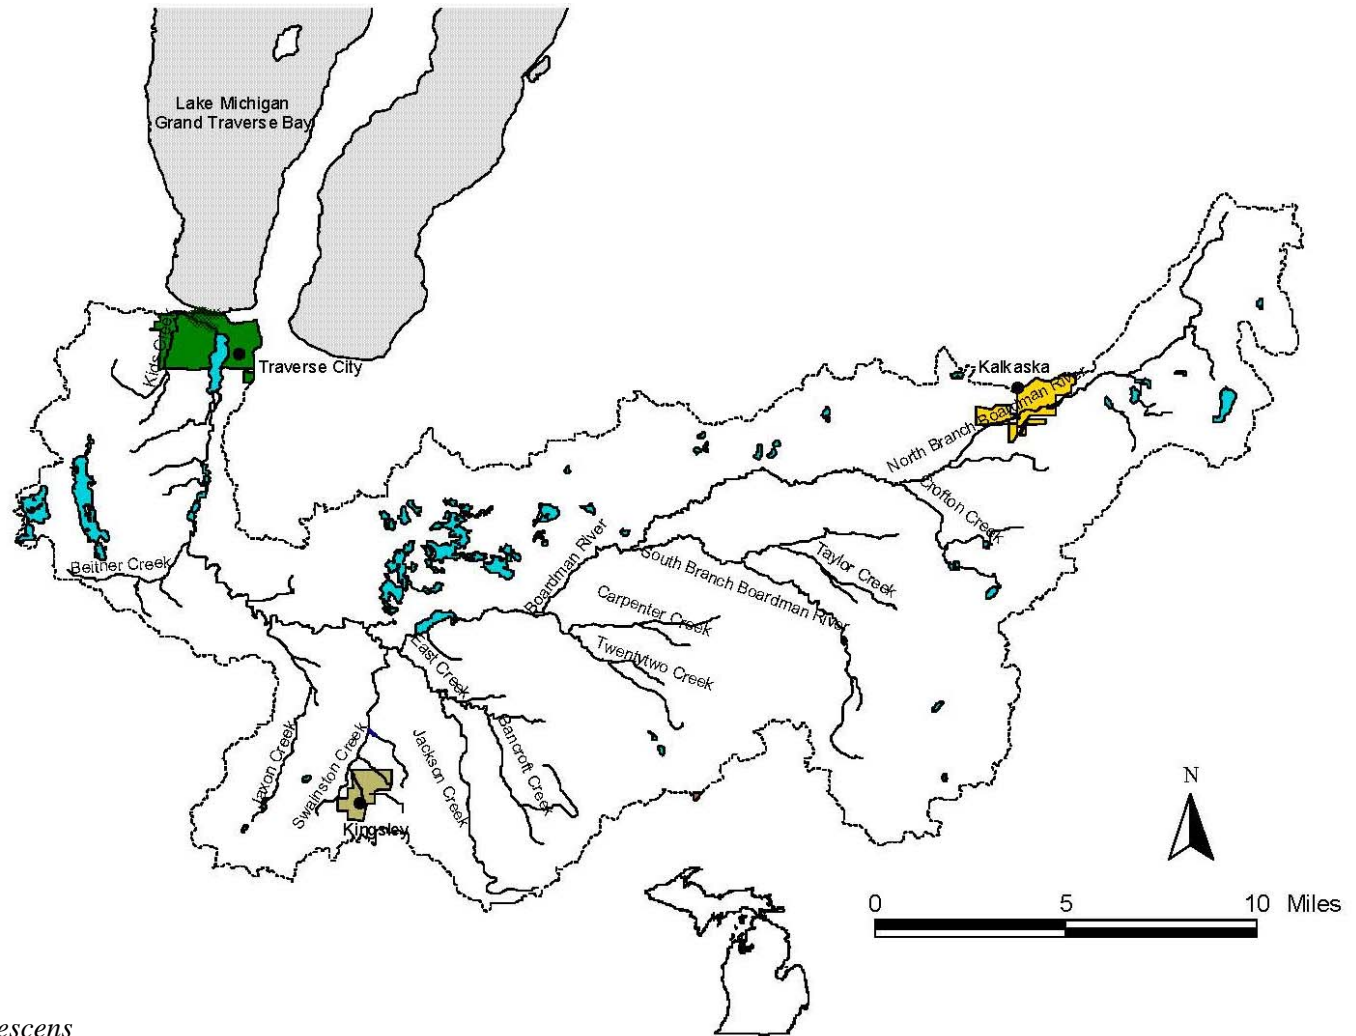 Lake Michigan
Grand Traverse Bay
Kids Creek
Traverse City
Kalkaska
North Branch Boardman River
Crofton Creek
Beitner Creek
Boardman River
South Branch Boardman River
Taylor Creek
Carpenter Creek
Twentytwo Creek
East Creek
Jaxon Creek
Swainston Creek
Jackson Creek
Bancroft Creek
Kingsley
N
0 5 10 Miles
escens